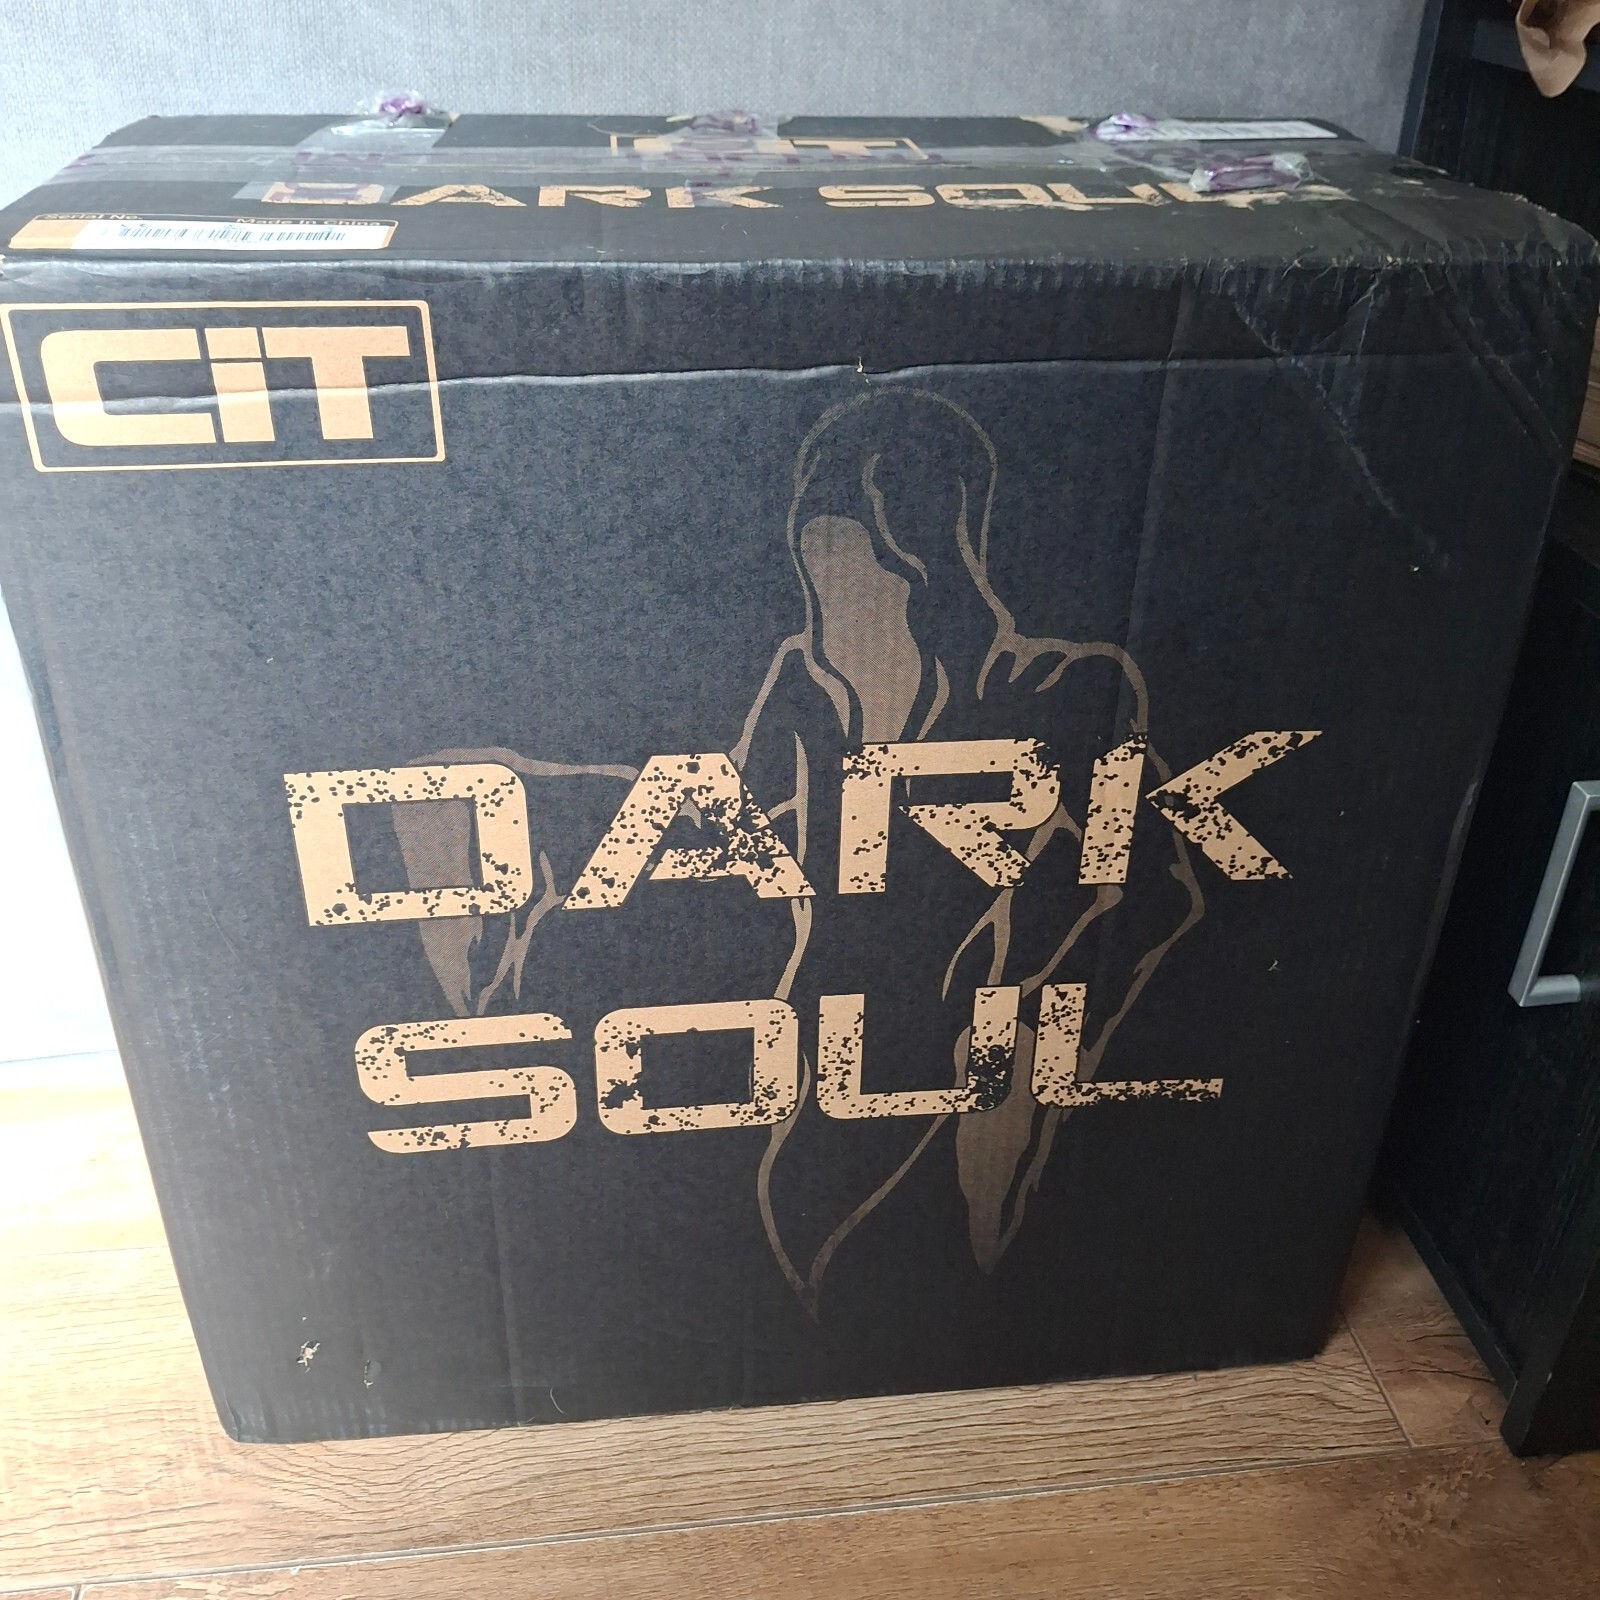 CiT
DARK SOUL
Serial No.
Made in China
CiT
DARK
SOUL